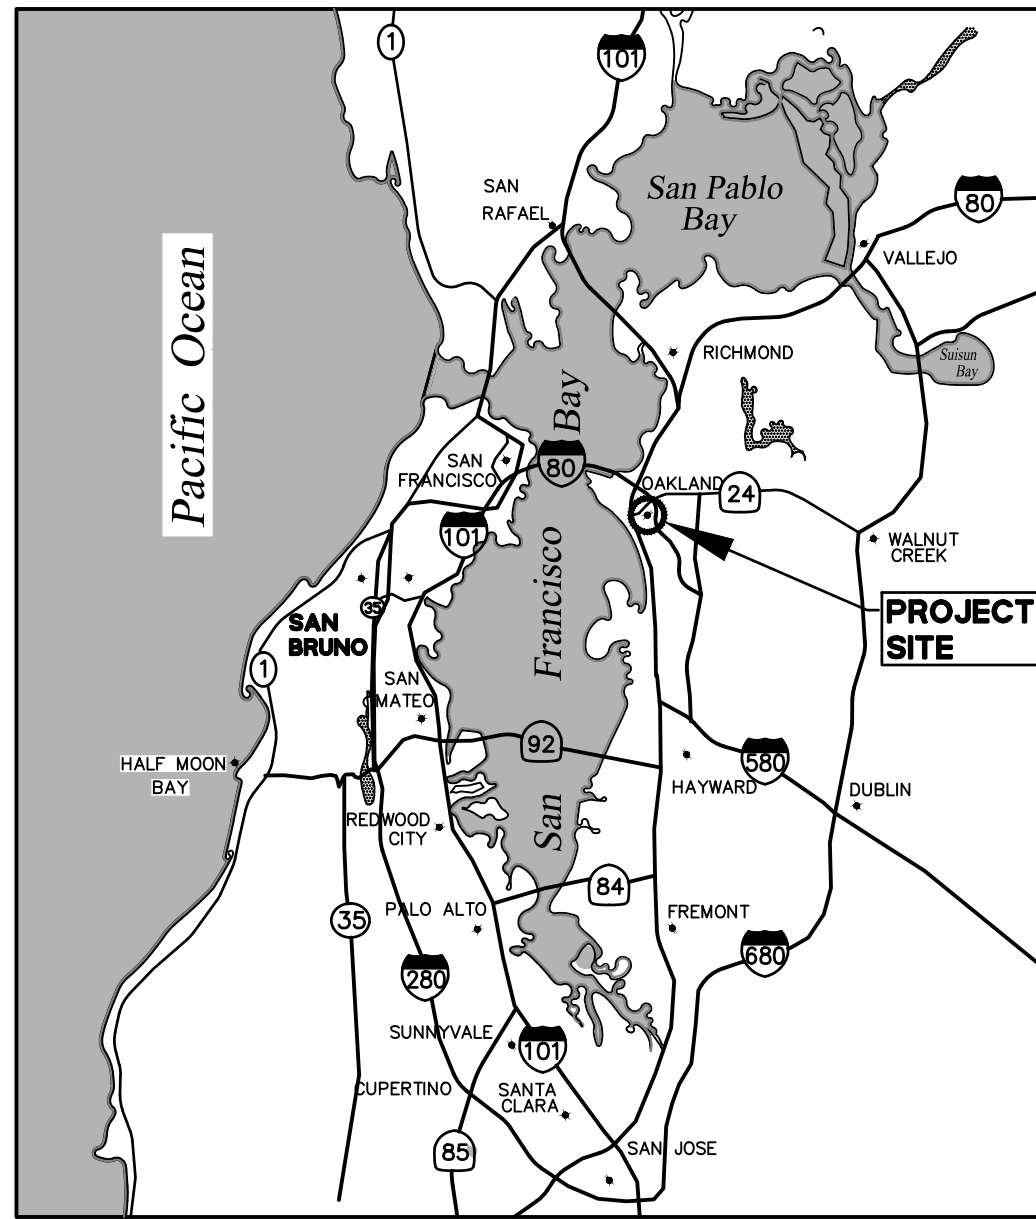 1
101
San Pablo
Bay
SAN
RAFAEL
80
VALLEJO
Pacific Ocean
RICHMOND
Suisun
Bay
San Francisco Bay
SAN
FRANCISCO
80
OAKLAND
24
101
WALNUT
CREEK
35
SAN
BRUNO
PROJECT
SITE
1
SAN
MATEO
92
580
HALF MOON
BAY
HAYWARD
DUBLIN
REDWOOD
CITY
84
PALO ALTO
FREMONT
35
680
280
SUNNYVALE
101
CUPERTINO
SANTA
CLARA
85
SAN JOSE